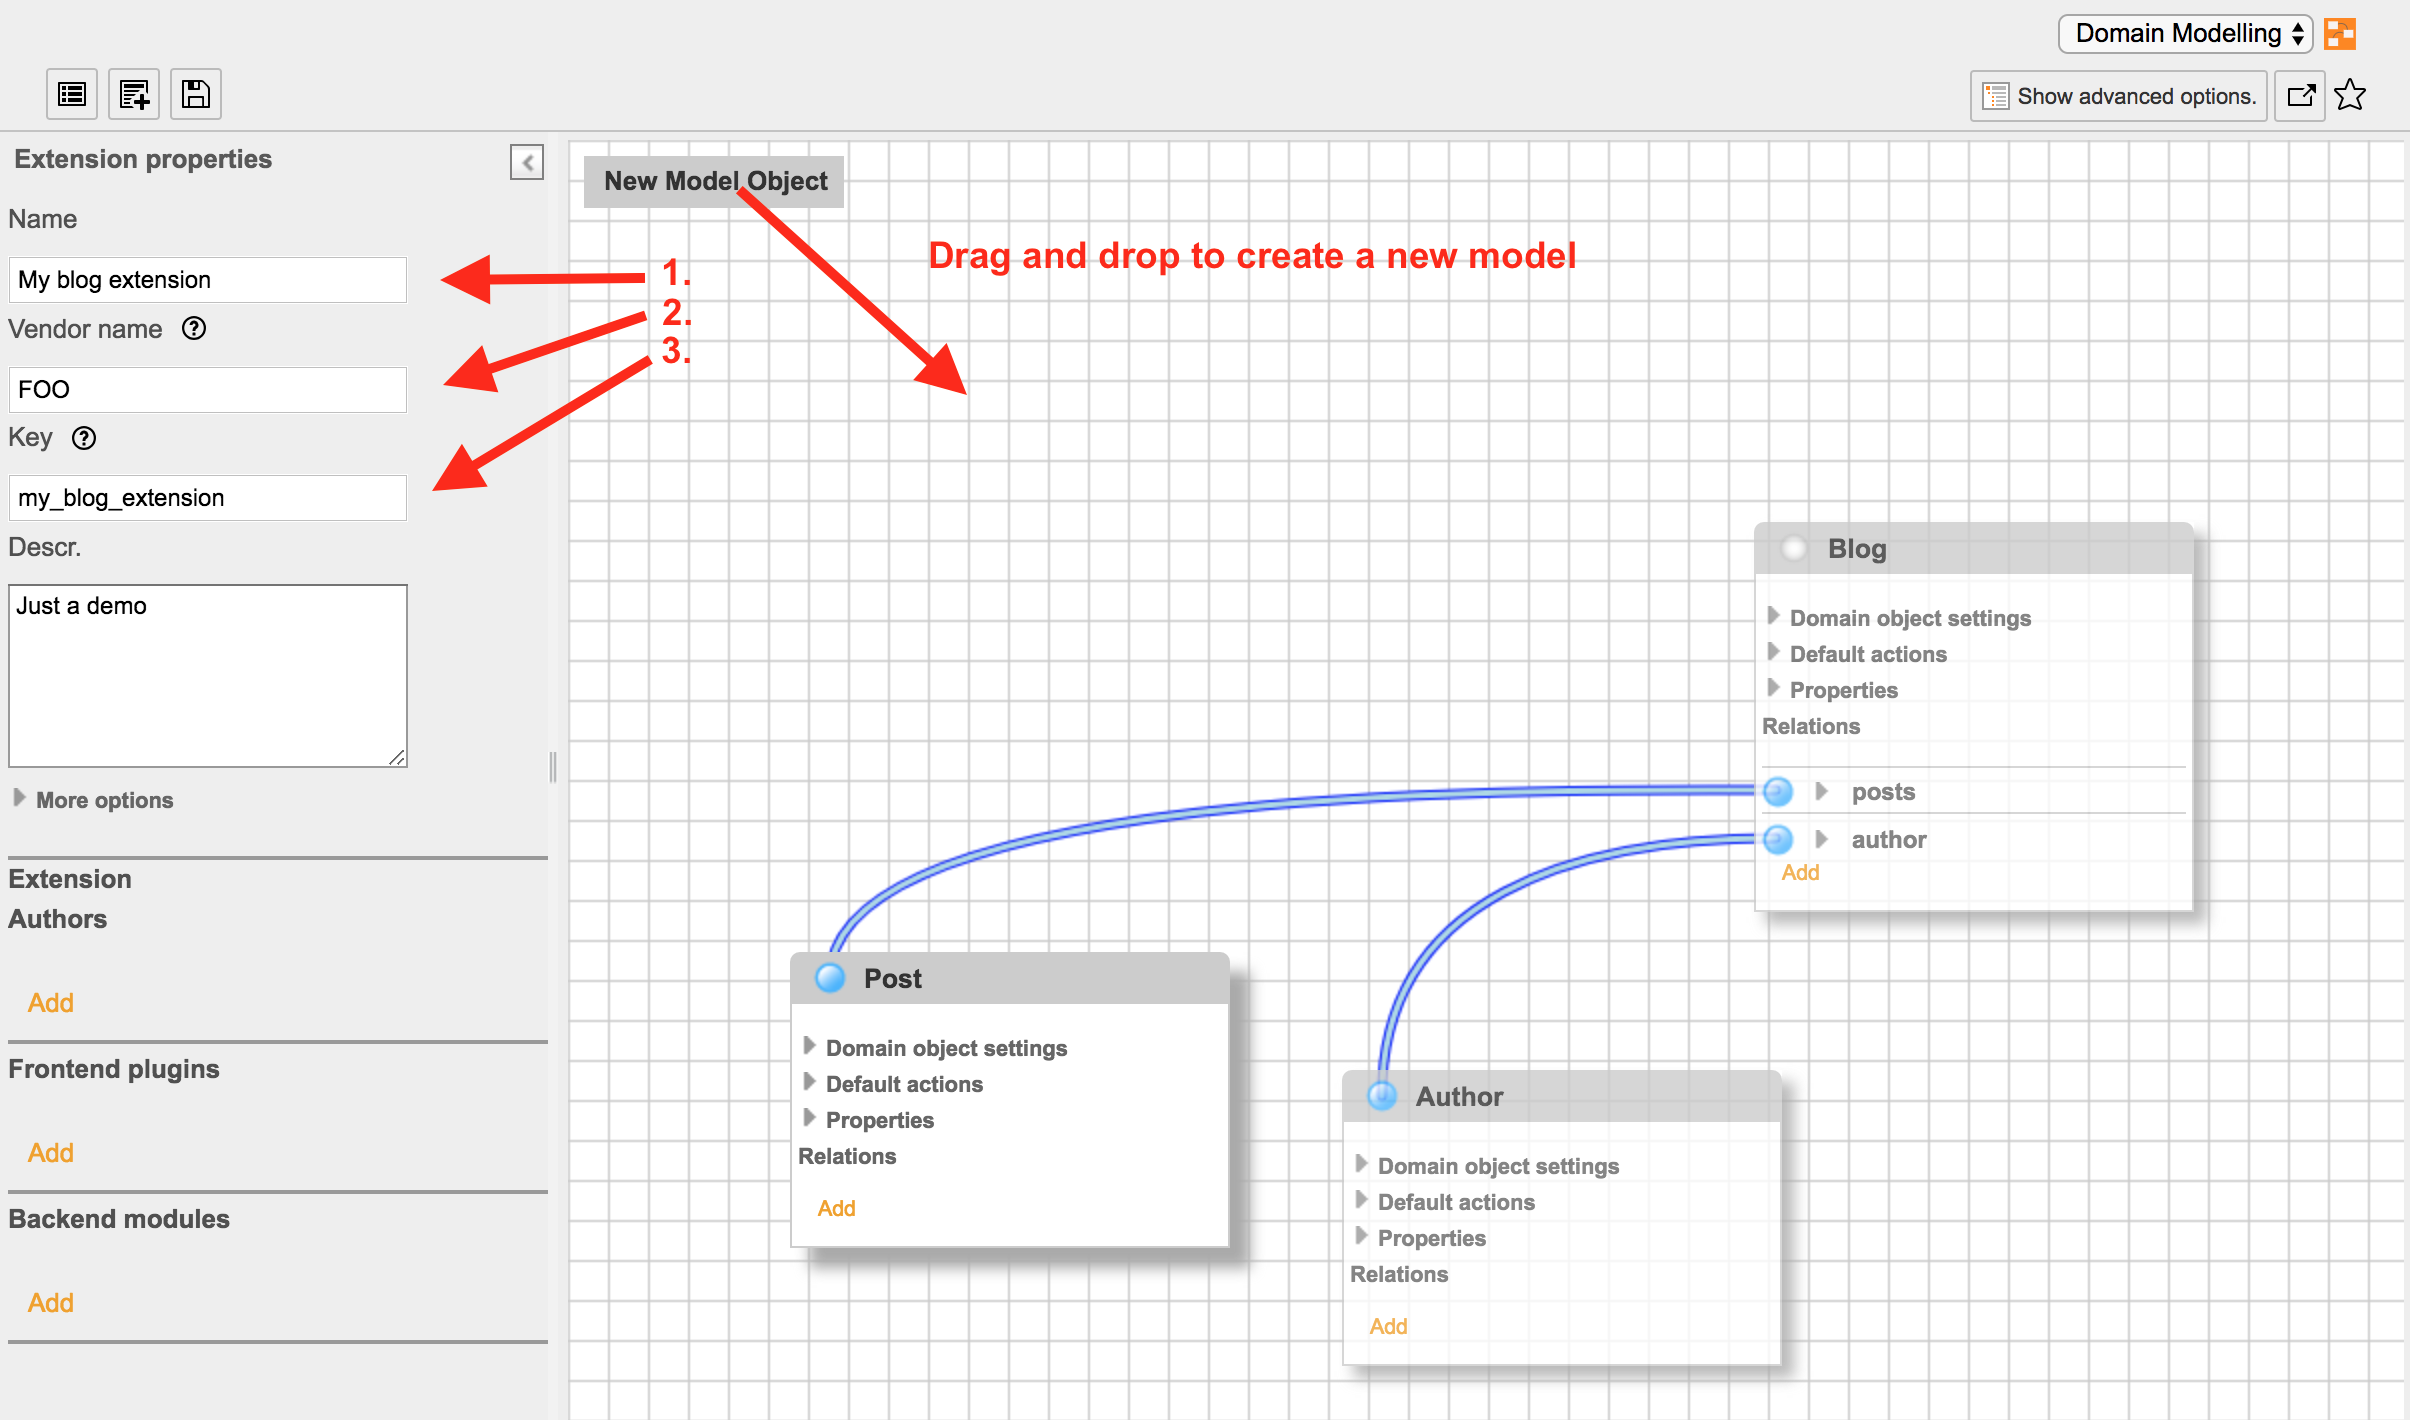 Domain Modelling
Show advanced options.
Extension properties
Name
My blog extension
Vendor name ?
FOO
Key ?
my_blog_extension
Descr.
Just a demo
More options
Extension
Authors
Add
Frontend plugins
Add
Backend modules
Add
New Model Object
Drag and drop to create a new model
1.
2.
3.
Blog
Domain object settings
Default actions
Properties
Relations
posts
author
Add
Post
Domain object settings
Default actions
Properties
Relations
Add
Author
Domain object settings
Default actions
Properties
Relations
Add